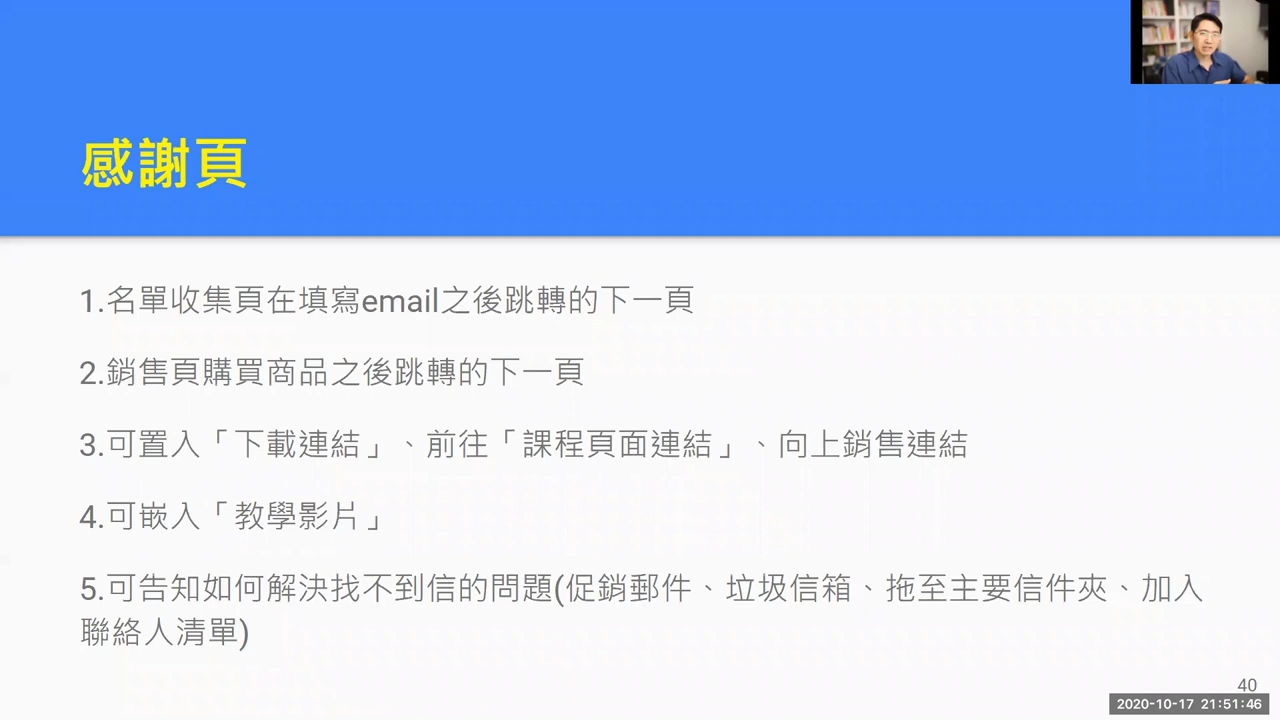 感謝頁
1.名單收集頁在填寫email之後跳轉的下一頁
2.銷售頁購買商品之後跳轉的下一頁
3.可置入「下載連結」、前往「課程頁面連結」、向上銷售連結
4.可嵌入「教學影片」
5.可告知如何解決找不到信的問題(促銷郵件、垃圾信箱、拖至主要信件夾、加入
聯絡人清單)
40
2020-10-17 21:51:46